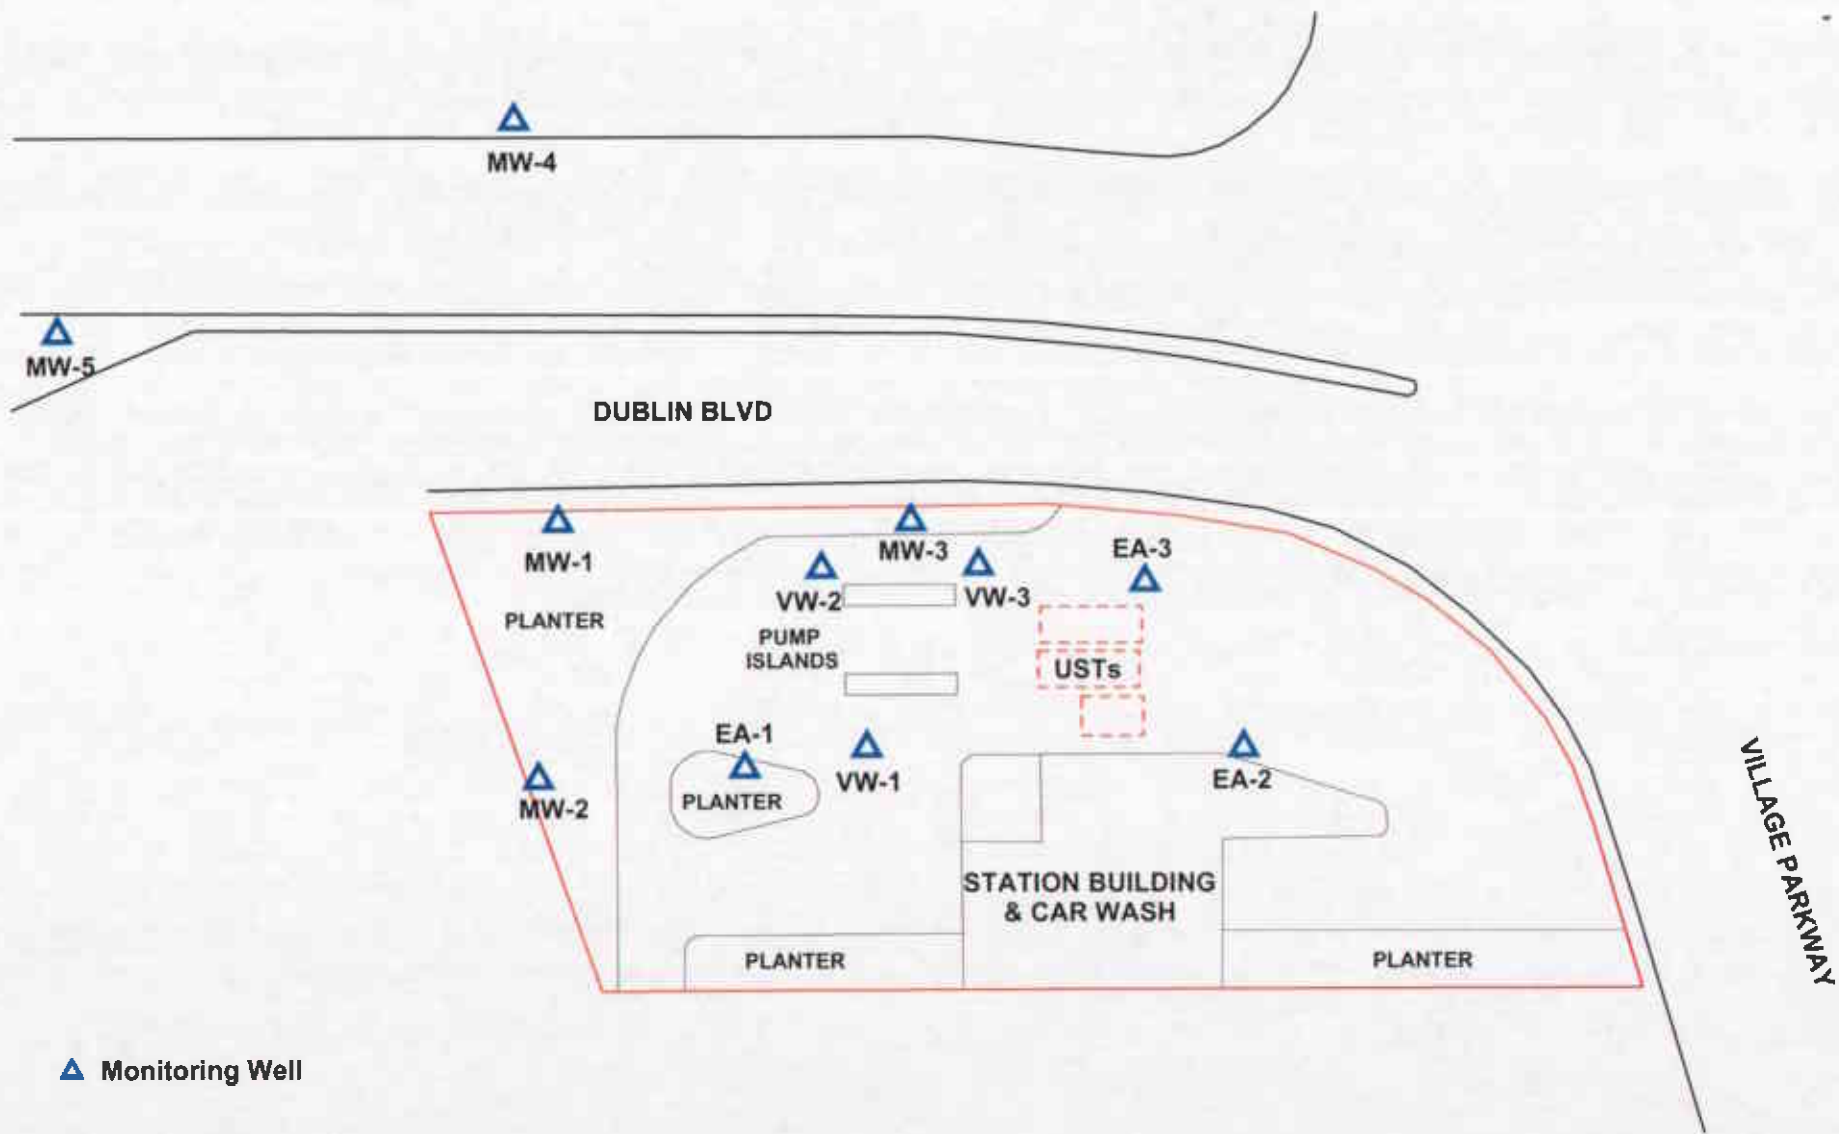 MW-4
MW-5
DUBLIN BLVD
MW-1
MW-3
EA-3
VW-2
VW-3
PLANTER
PUMP
ISLANDS
USTs
EA-1
VW-1
EA-2
MW-2
PLANTER
VILLAGE PARKWAY
STATION BUILDING
& CAR WASH
PLANTER
PLANTER
Monitoring Well